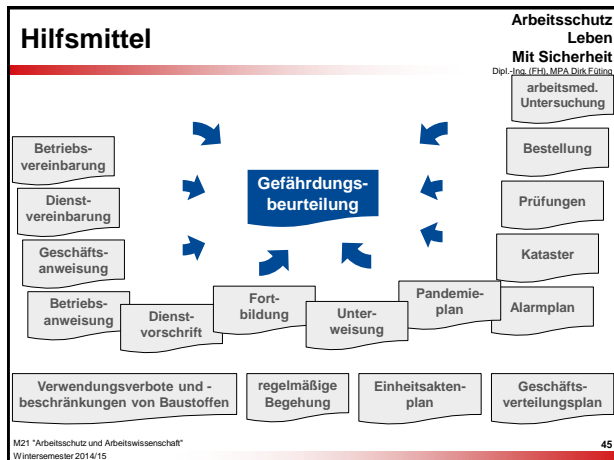 Hilfsmittel
Arbeitsschutz
Leben
Mit Sicherheit
Dipl.-Ing. (FH), MPA Dirk Füting
arbeitsmed.
Untersuchung
Betriebs-
vereinbarung
Bestellung
Gefährdungs-
beurteilung
Dienst-
vereinbarung
Prüfungen
Geschäfts-
anweisung
Kataster
Betriebs-
anweisung
Dienst-
vorschrift
Fort-
bildung
Unter-
weisung
Pandemie-
plan
Alarmplan
Verwendungsverbote und -
beschränkungen von Baustoffen
regelmäßige
Begehung
Einheitsakten-
plan
Geschäfts-
verteilungsplan
M21 "Arbeitsschutz und Arbeitswissenschaft"
Wintersemester 2014/15
45